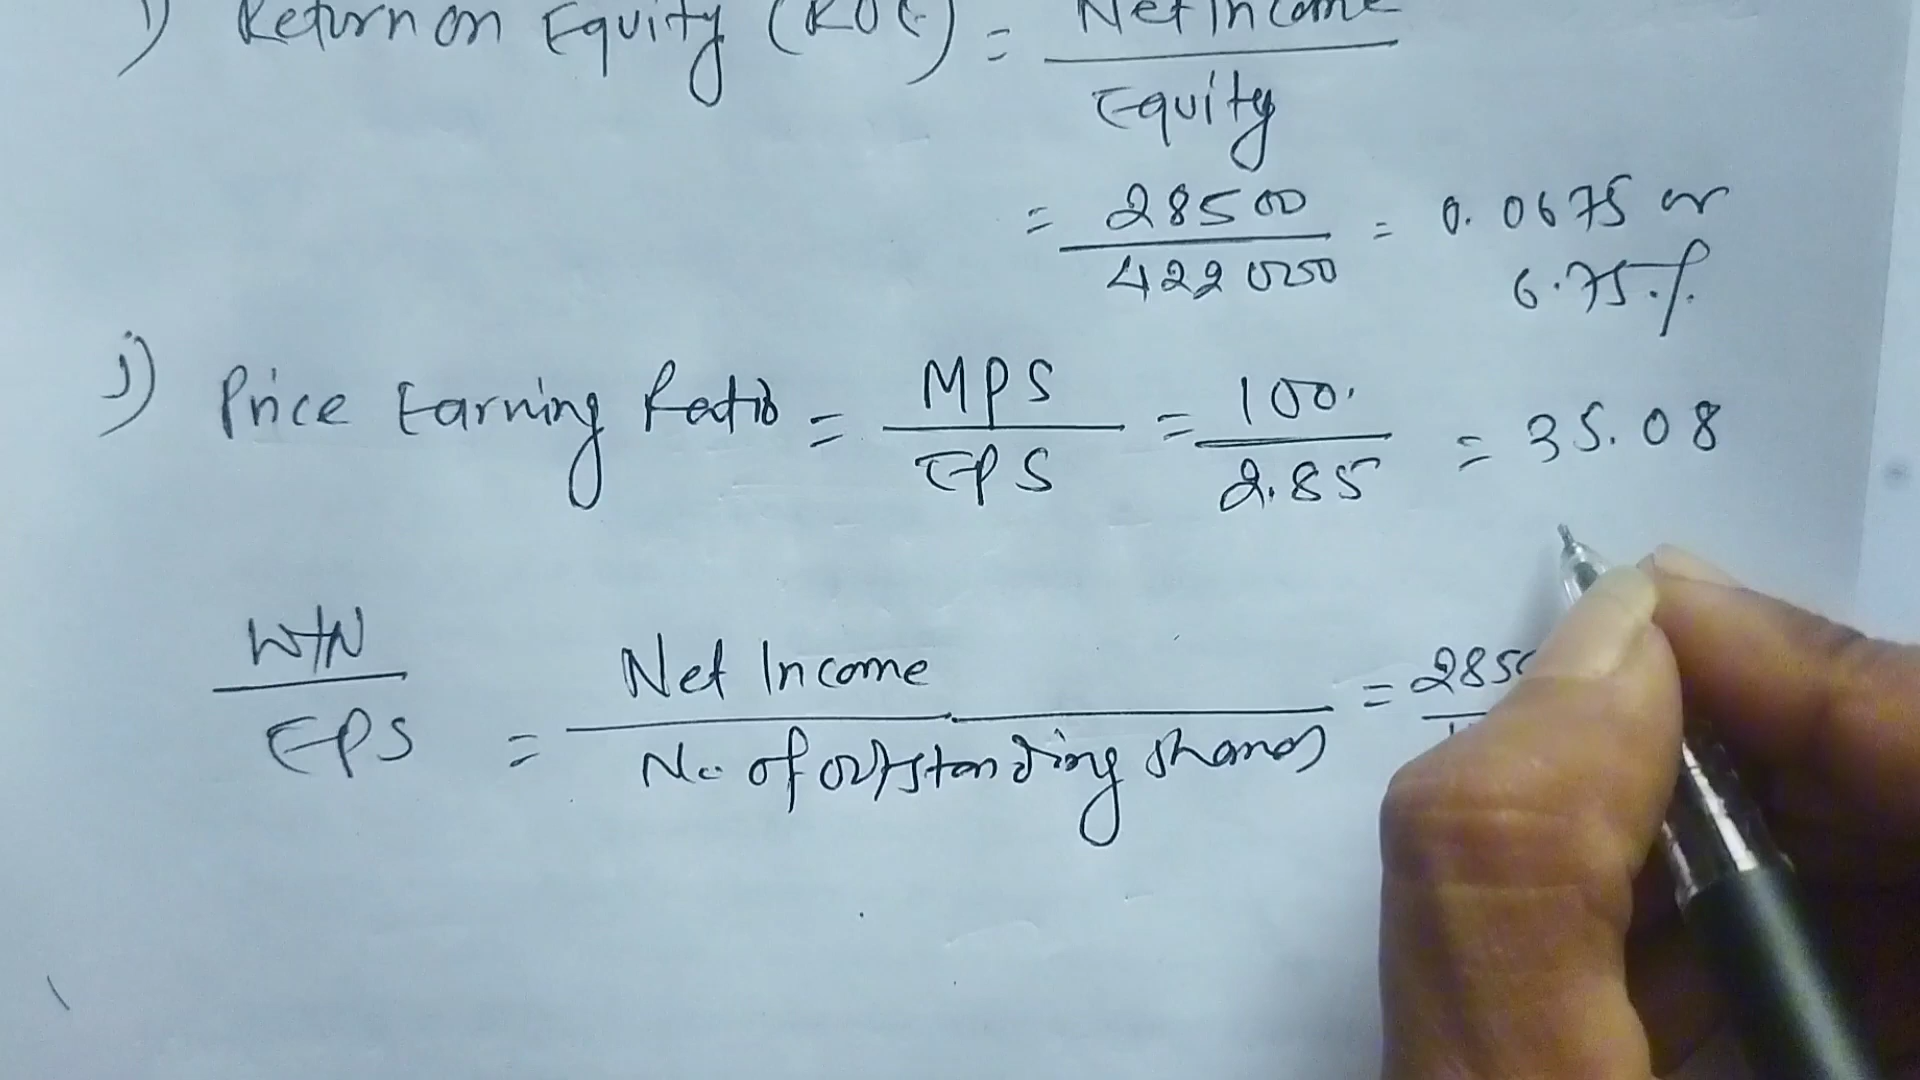 i) Return on Equity (ROE) = Net Income / Equity
= 28500 / 422000 = 0.0675 or 6.75%
j) Price Earning Ratio = MPS / EPS = 100 / 2.85 = 35.08
W/N
EPS = Net Income / No. of outstanding shares = 285